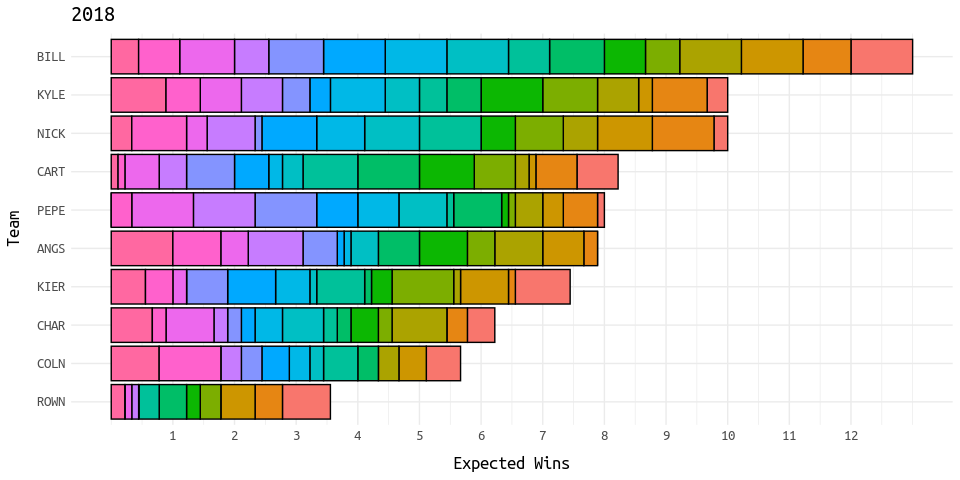 2018
BILL
KYLE
NICK
CART
PEPE
ANGS
KIER
CHAR
COLN
ROWN
Team
1 2 3 4 5 6 7 8 9 10 11 12
Expected Wins